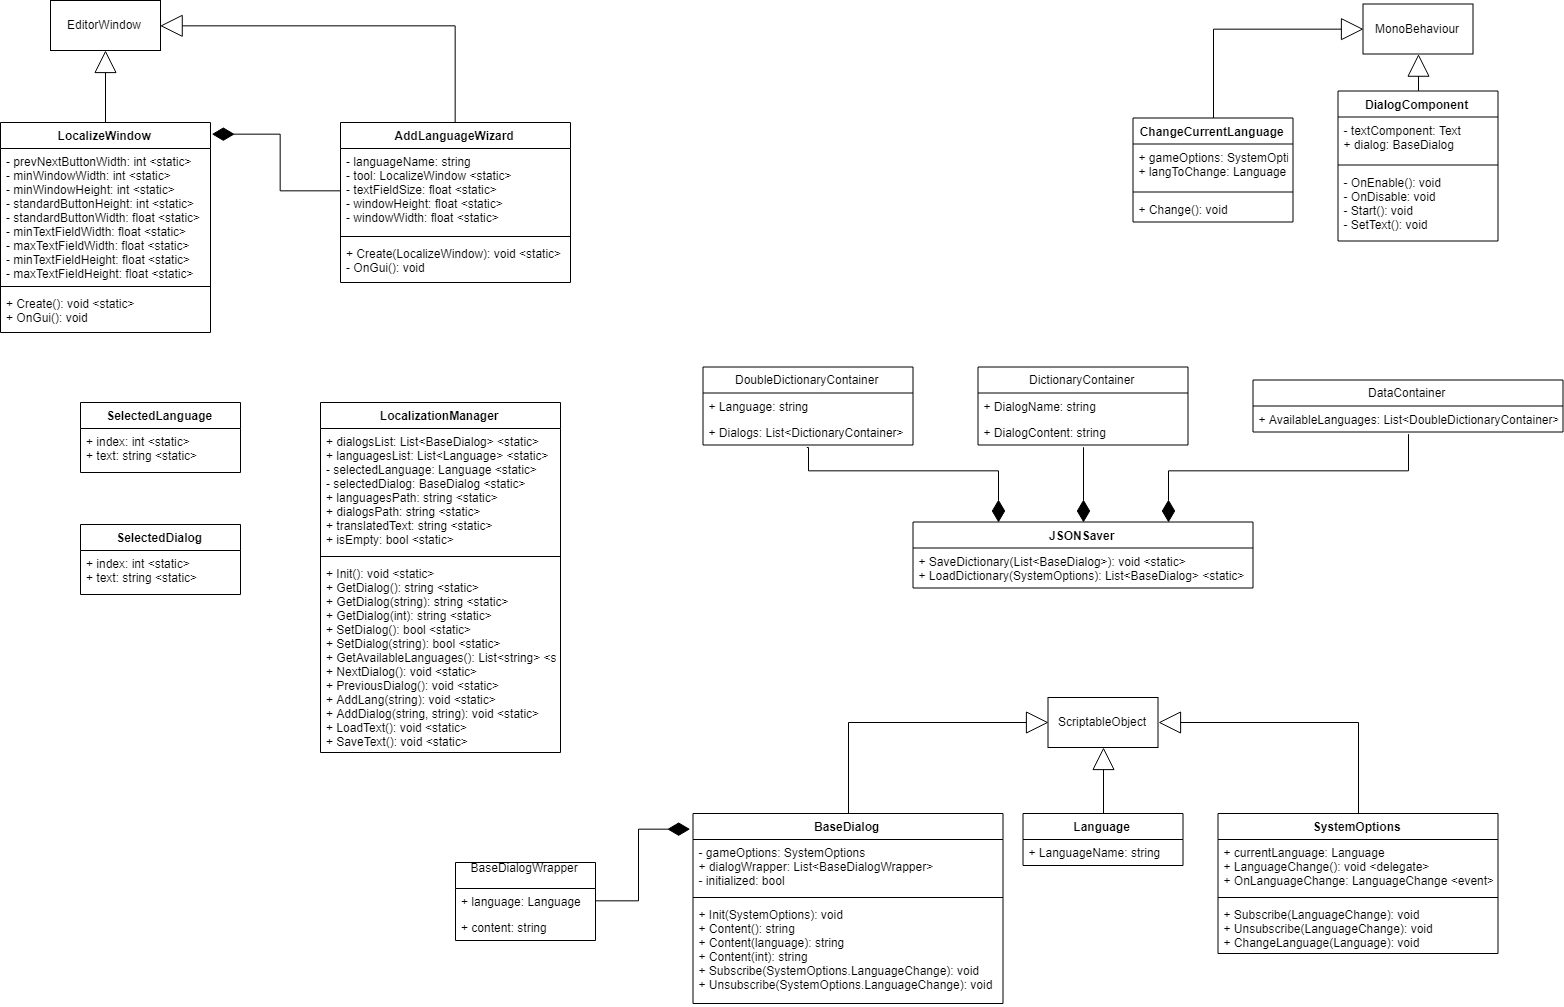 EditorWindow
MonoBehaviour
LocalizeWindow
- prevNextButtonWidth: int <static>
- minWindowWidth: int <static>
- minWindowHeight: int <static>
- standardButtonHeight: int <static>
- standardButtonWidth: float <static>
- minTextFieldWidth: float <static>
- maxTextFieldWidth: float <static>
- minTextFieldHeight: float <static>
- maxTextFieldHeight: float <static>
+ Create(): void <static>
+ OnGui(): void
AddLanguageWizard
- languageName: string
- tool: LocalizeWindow <static>
- textFieldSize: float <static>
- windowHeight: float <static>
- windowWidth: float <static>
+ Create(LocalizeWindow): void <static>
- OnGui(): void
ChangeCurrentLanguage
+ gameOptions: SystemOpti
+ langToChange: Language
+ Change(): void
DialogComponent
- textComponent: Text
+ dialog: BaseDialog
- OnEnable(): void
- OnDisable: void
- Start(): void
- SetText(): void
SelectedLanguage
+ index: int <static>
+ text: string <static>
SelectedDialog
+ index: int <static>
+ text: string <static>
LocalizationManager
+ dialogsList: List<BaseDialog> <static>
+ languagesList: List<Language> <static>
- selectedLanguage: Language <static>
- selectedDialog: BaseDialog <static>
+ languagesPath: string <static>
+ dialogsPath: string <static>
+ translatedText: string <static>
+ isEmpty: bool <static>
+ Init(): void <static>
+ GetDialog(): string <static>
+ GetDialog(string): string <static>
+ GetDialog(int): string <static>
+ SetDialog(): bool <static>
+ SetDialog(string): bool <static>
+ GetAvailableLanguages(): List<string> <s
+ NextDialog(): void <static>
+ PreviousDialog(): void <static>
+ AddLang(string): void <static>
+ AddDialog(string, string): void <static>
+ LoadText(): void <static>
+ SaveText(): void <static>
DoubleDictionaryContainer
+ Language: string
+ Dialogs: List<DictionaryContainer>
DictionaryContainer
+ DialogName: string
+ DialogContent: string
DataContainer
+ AvailableLanguages: List<DoubleDictionaryContainer>
JSONSaver
+ SaveDictionary(List<BaseDialog>): void <static>
+ LoadDictionary(SystemOptions): List<BaseDialog> <static>
ScriptableObject
BaseDialogWrapper
+ language: Language
+ content: string
BaseDialog
- gameOptions: SystemOptions
+ dialogWrapper: List<BaseDialogWrapper>
- initialized: bool
+ Init(SystemOptions): void
+ Content(): string
+ Content(language): string
+ Content(int): string
+ Subscribe(SystemOptions.LanguageChange): void
+ Unsubscribe(SystemOptions.LanguageChange): void
Language
+ LanguageName: string
SystemOptions
+ currentLanguage: Language
+ LanguageChange(): void <delegate>
+ OnLanguageChange: LanguageChange <event>
+ Subscribe(LanguageChange): void
+ Unsubscribe(LanguageChange): void
+ ChangeLanguage(Language): void